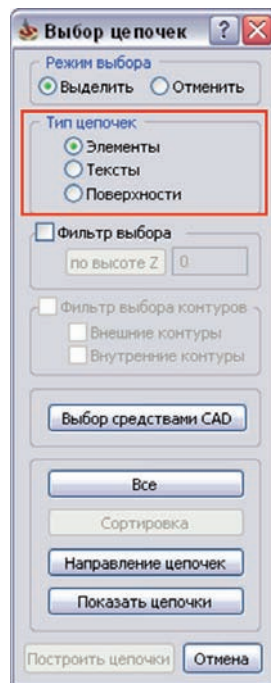 Выбор цепочек
Режим выбора
Выделить Отменить
Тип цепочек
Элементы
Тексты
Поверхности
Фильтр выбора
по высоте Z 0
Фильтр выбора контуров
Внешние контуры
Внутренние контуры
Выбор средствами CAD
Все
Сортировка
Направление цепочек
Показать цепочки
Построить цепочки Отмена